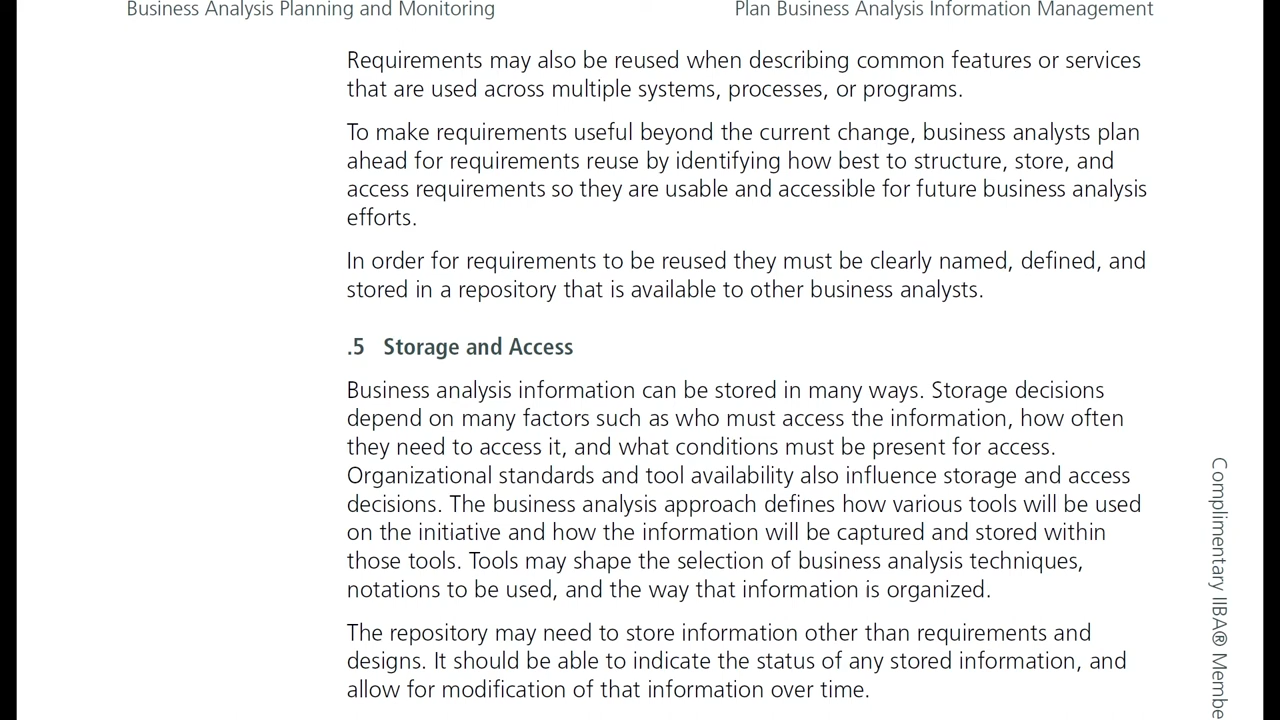 Business Analysis Planning and Monitoring Plan Business Analysis Information Management
Requirements may also be reused when describing common features or services
that are used across multiple systems, processes, or programs.
To make requirements useful beyond the current change, business analysts plan
ahead for requirements reuse by identifying how best to structure, store, and
access requirements so they are usable and accessible for future business analysis
efforts.
In order for requirements to be reused they must be clearly named, defined, and
stored in a repository that is available to other business analysts.
.5 Storage and Access
Business analysis information can be stored in many ways. Storage decisions
depend on many factors such as who must access the information, how often
they need to access it, and what conditions must be present for access.
Organizational standards and tool availability also influence storage and access
decisions. The business analysis approach defines how various tools will be used
on the initiative and how the information will be captured and stored within
those tools. Tools may shape the selection of business analysis techniques,
notations to be used, and the way that information is organized.
The repository may need to store information other than requirements and
designs. It should be able to indicate the status of any stored information, and
allow for modification of that information over time.
Complimentary IIBA® Membe